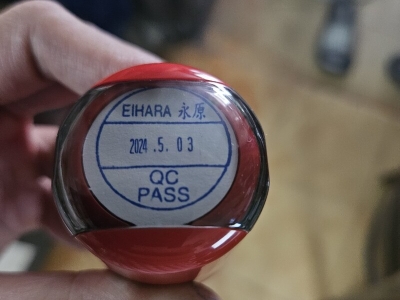 EIHARA 永原
2024.5.03
QC
PASS